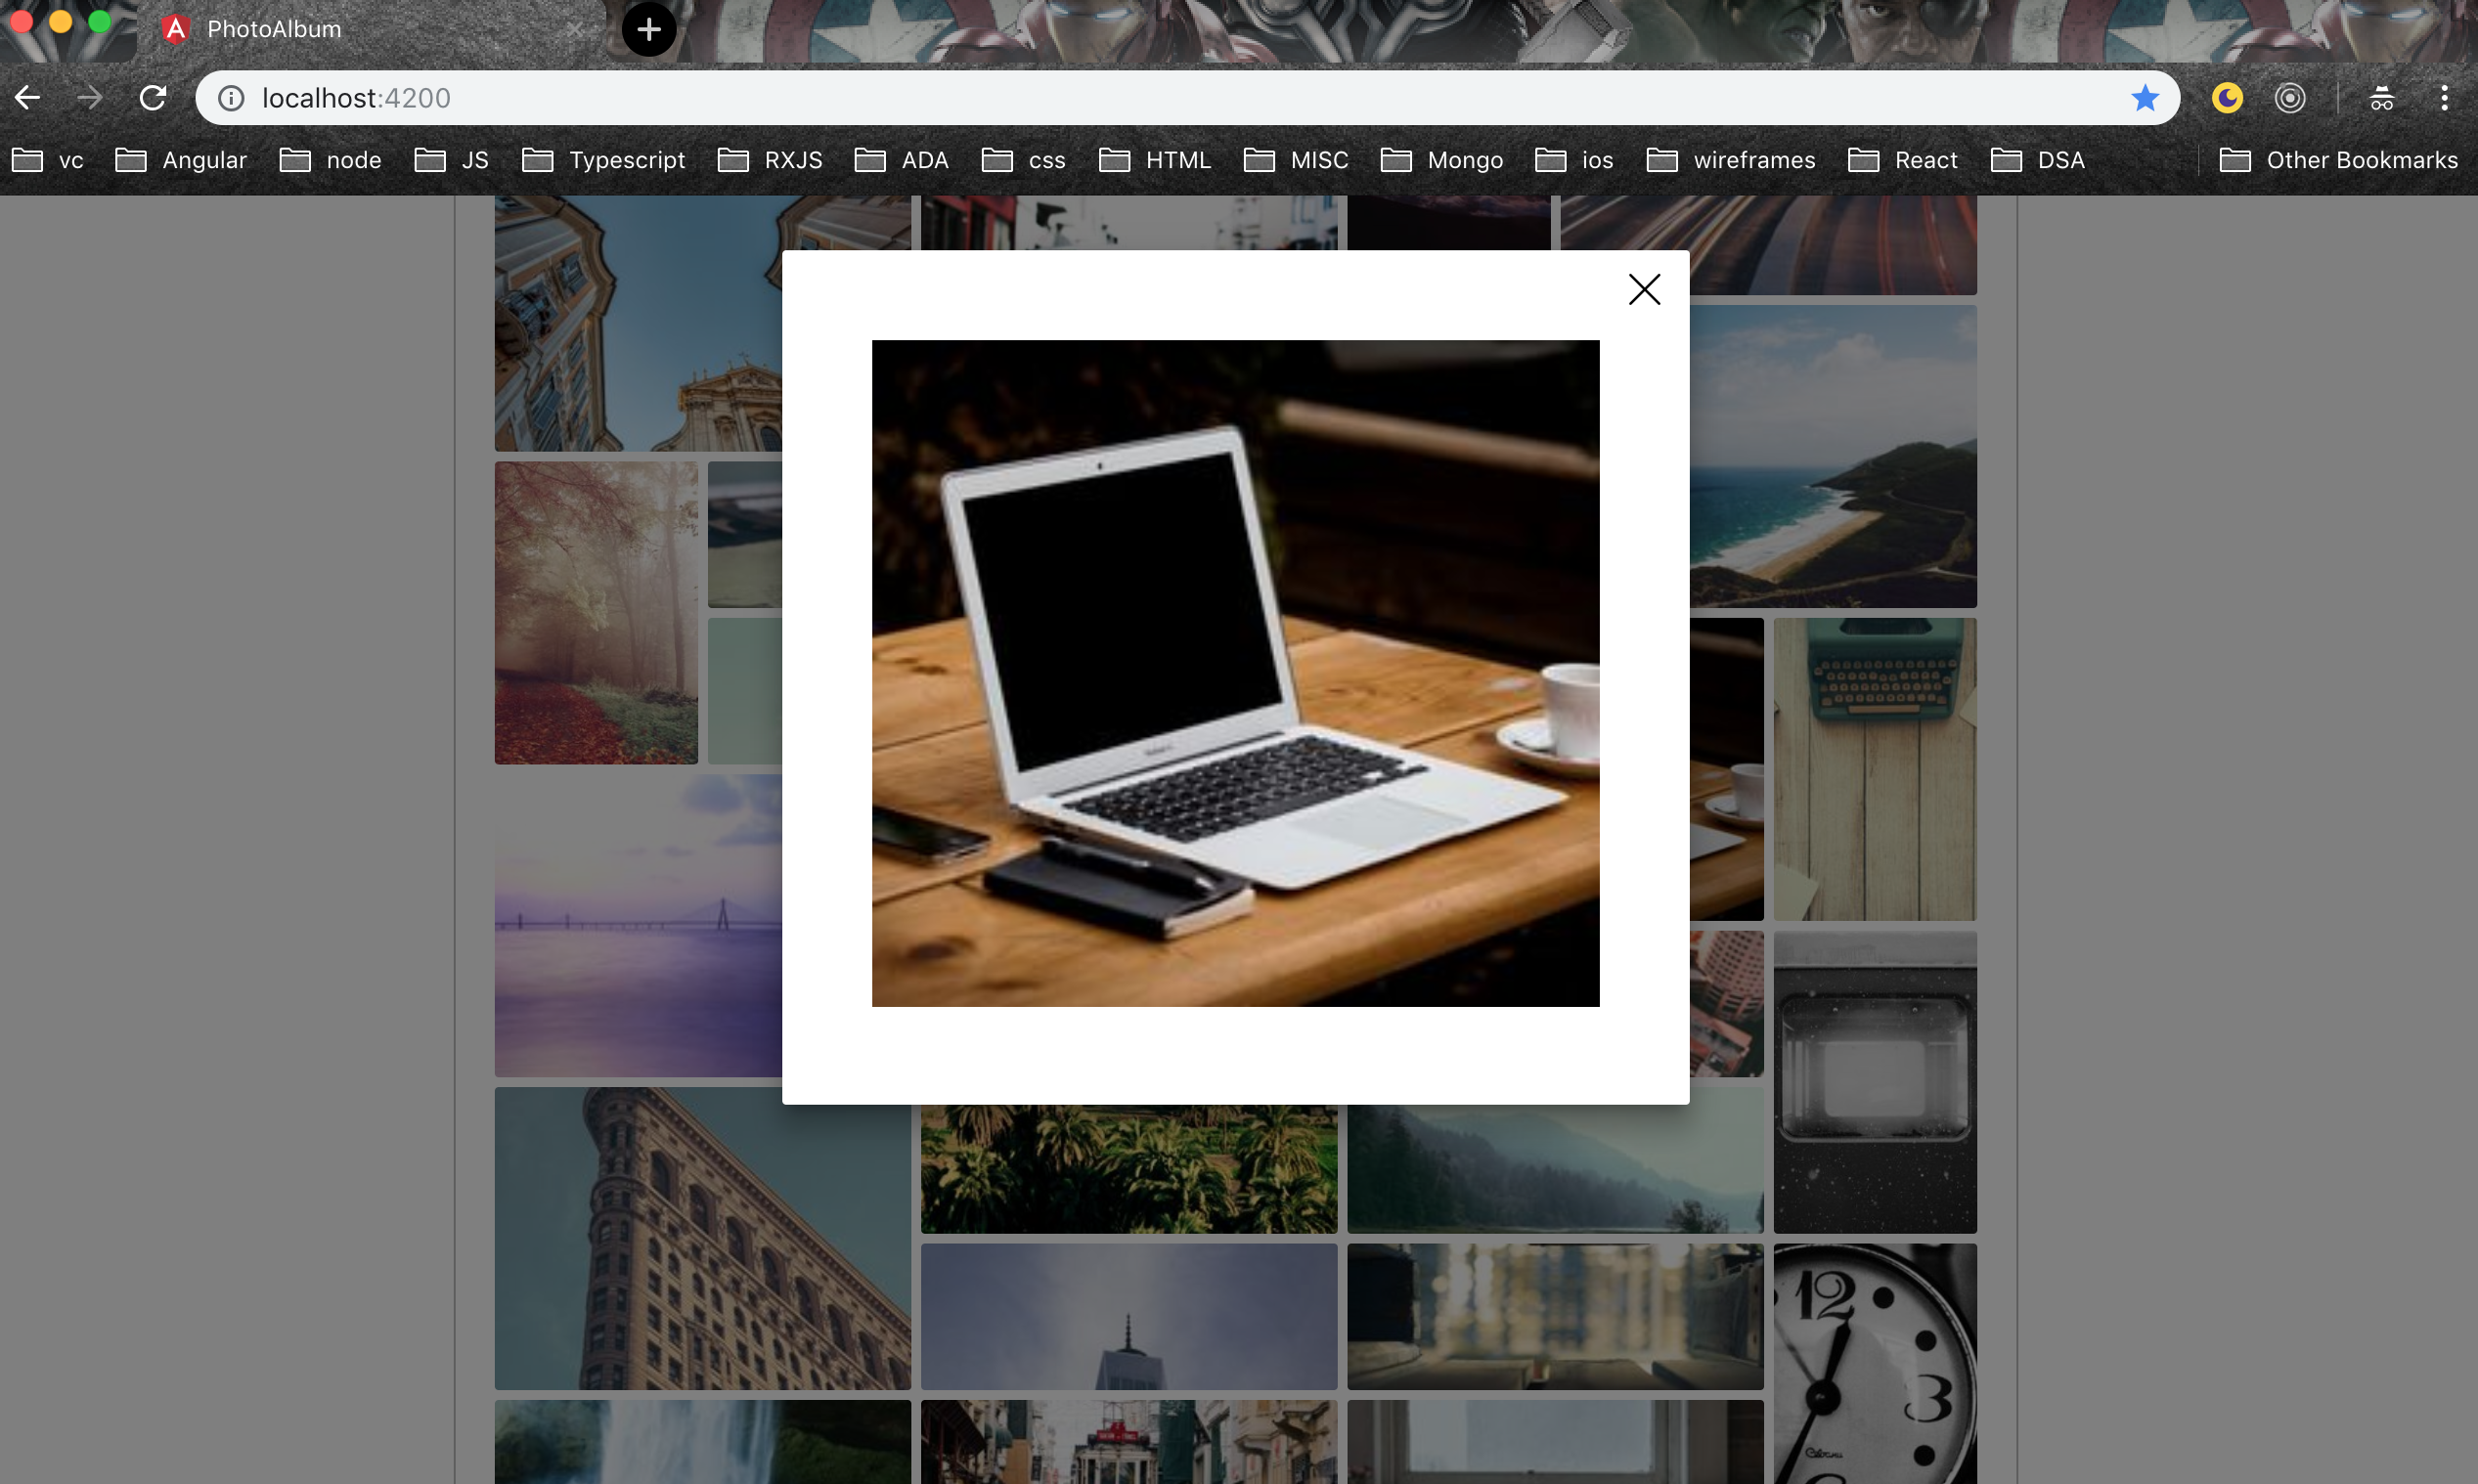 PhotoAlbum
localhost:4200
vc Angular node JS Typescript RXJS ADA css HTML MISC Mongo ios wireframes React DSA Other Bookmarks
12
3